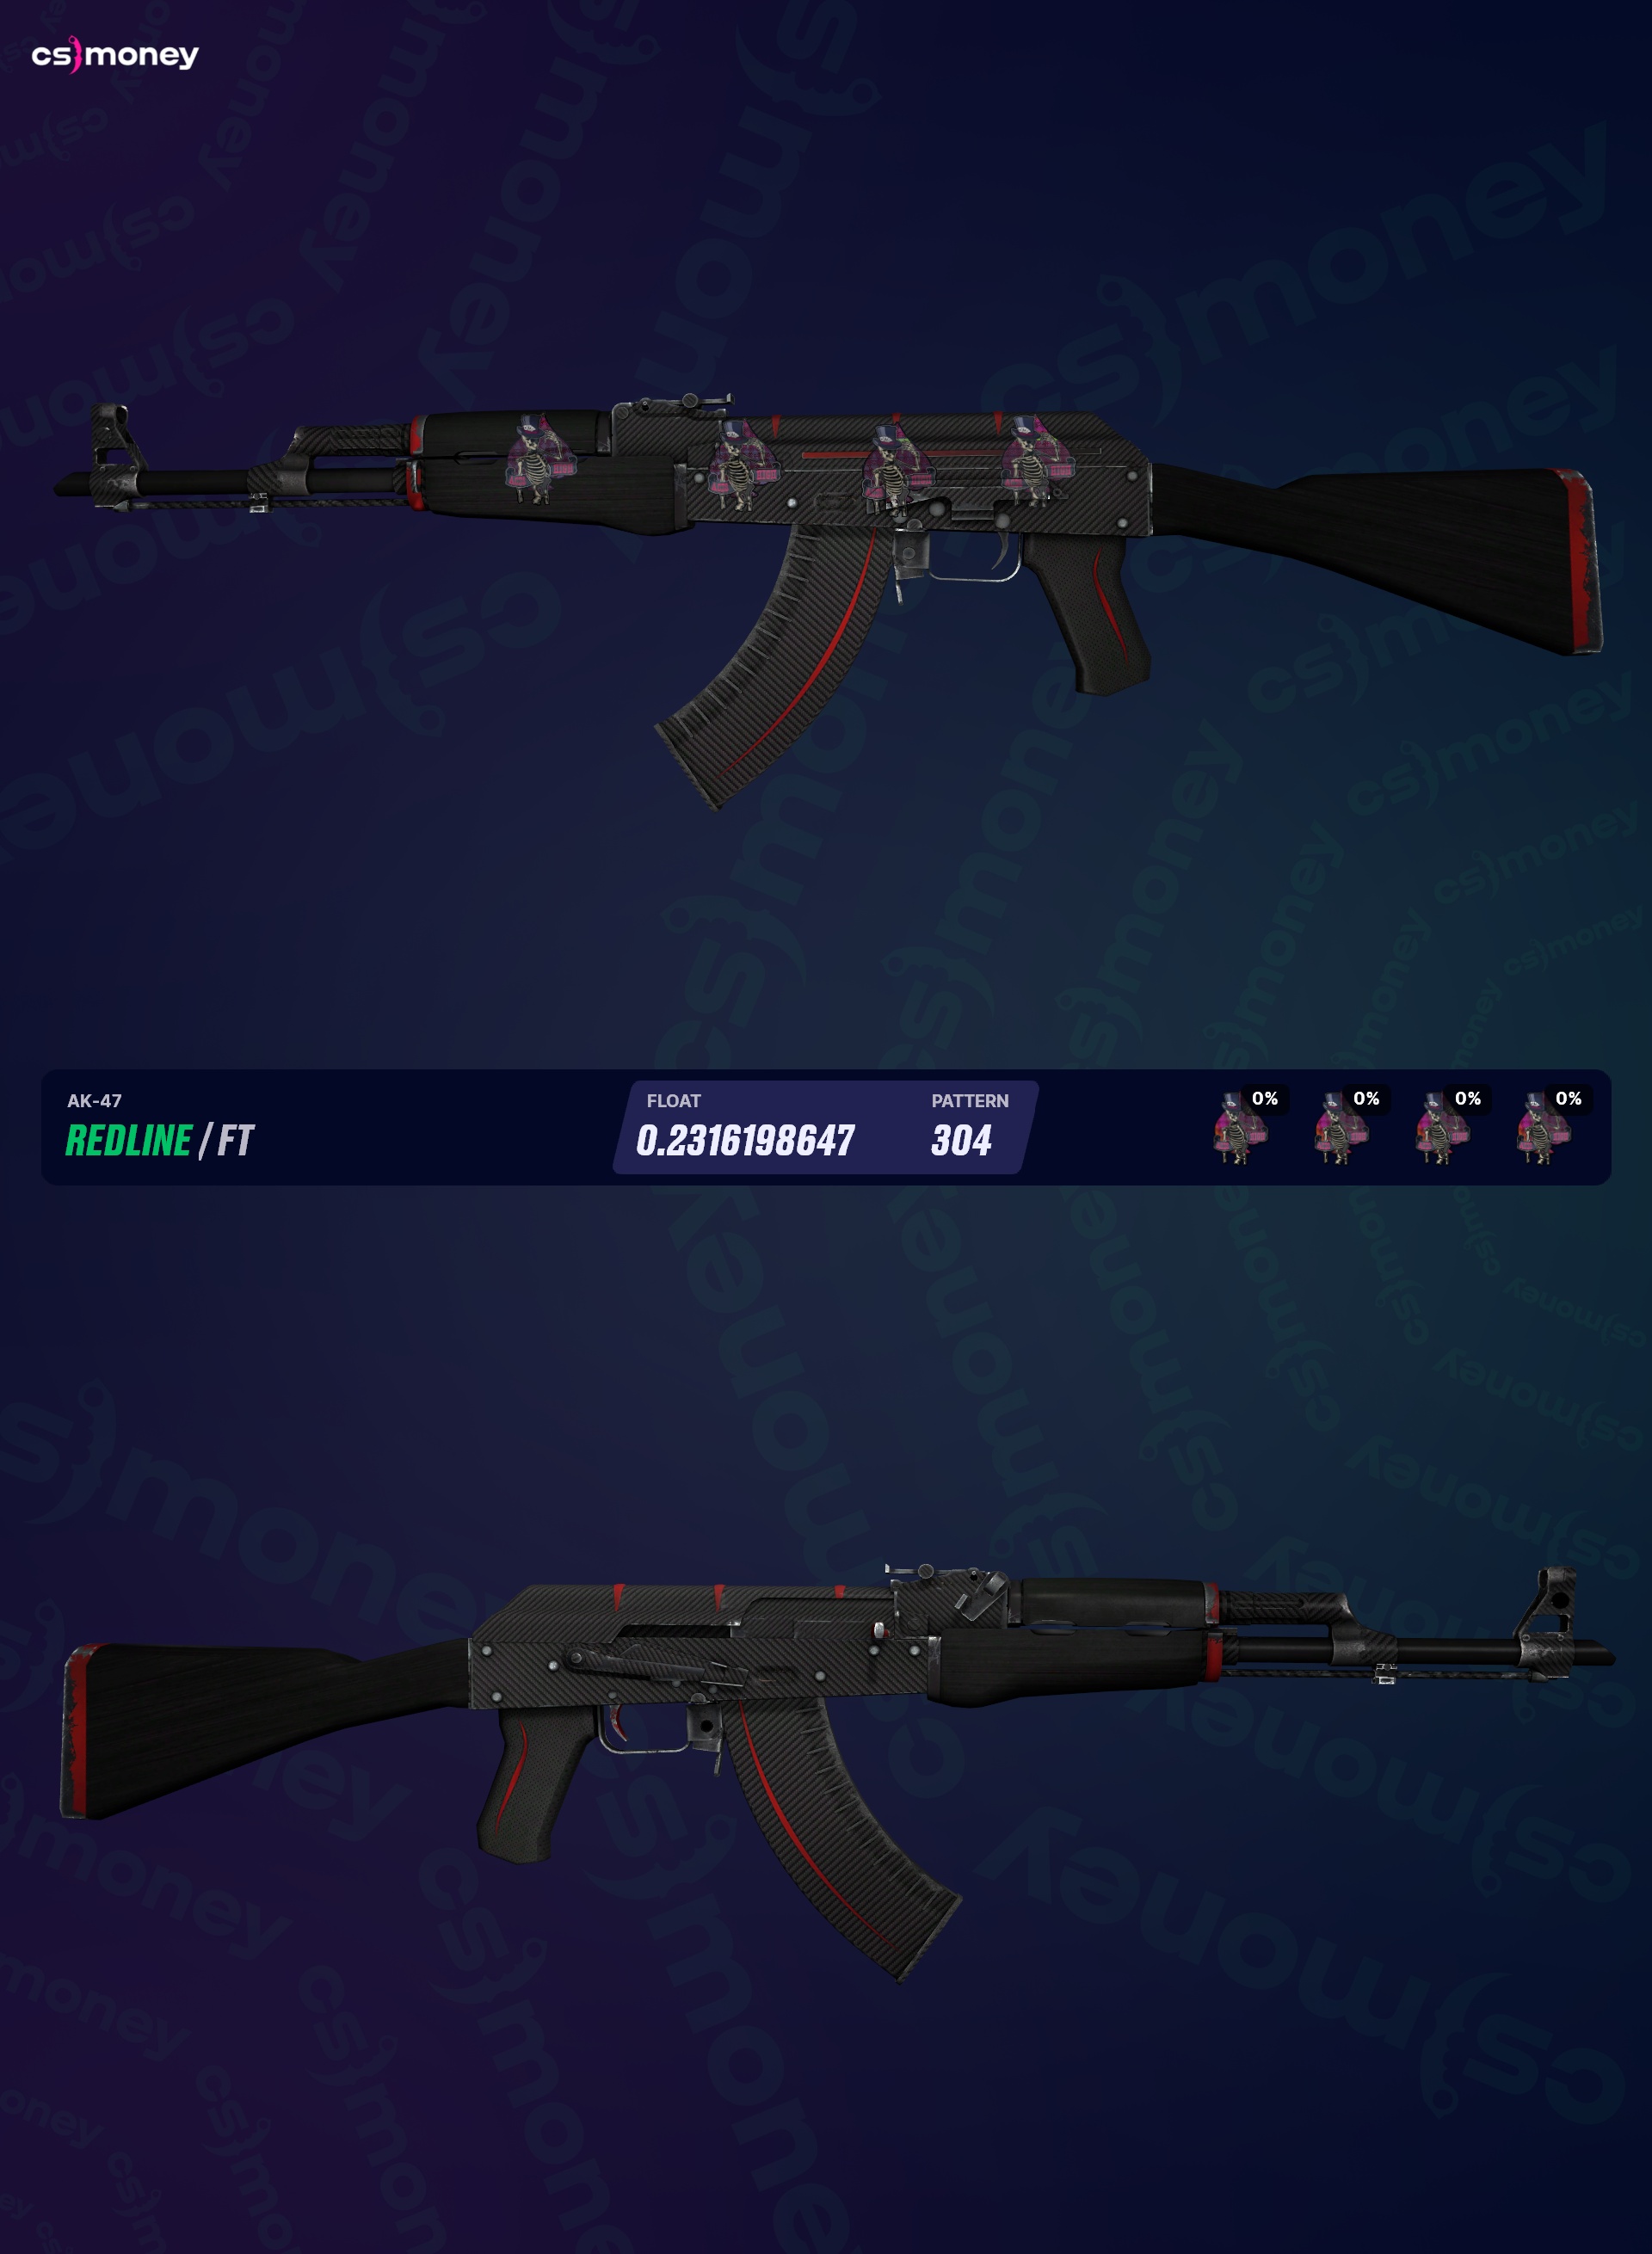 cs}money
AK-47
REDLINE / FT
FLOAT
0.2316198647
PATTERN
304
0%
0%
0%
0%